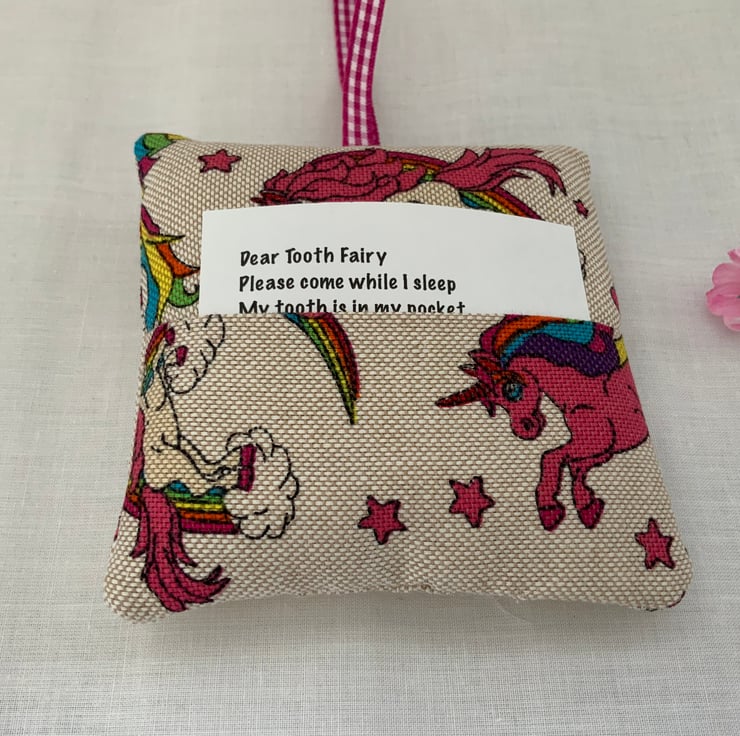 Dear Tooth Fairy
Please come while I sleep
My tooth is in my pocket